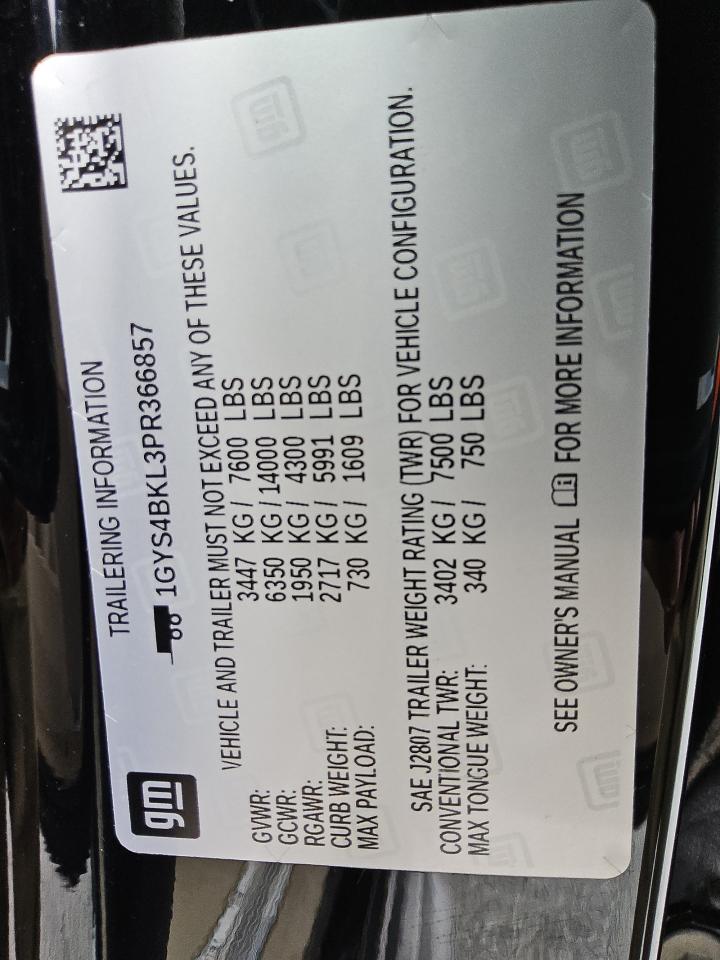 gm
TRAILERING INFORMATION
1GYS4BKL3PR366857
VEHICLE AND TRAILER MUST NOT EXCEED ANY OF THESE VALUES.
GVWR: 3447 KG / 7600 LBS
GCWR: 6350 KG / 14000 LBS
RGAWR: 1950 KG / 4300 LBS
CURB WEIGHT: 2717 KG / 5991 LBS
MAX PAYLOAD: 730 KG / 1609 LBS
SAE J2807 TRAILER WEIGHT RATING (TWR) FOR VEHICLE CONFIGURATION.
CONVENTIONAL TWR: 3402 KG / 7500 LBS
MAX TONGUE WEIGHT: 340 KG / 750 LBS
SEE OWNER'S MANUAL FOR MORE INFORMATION